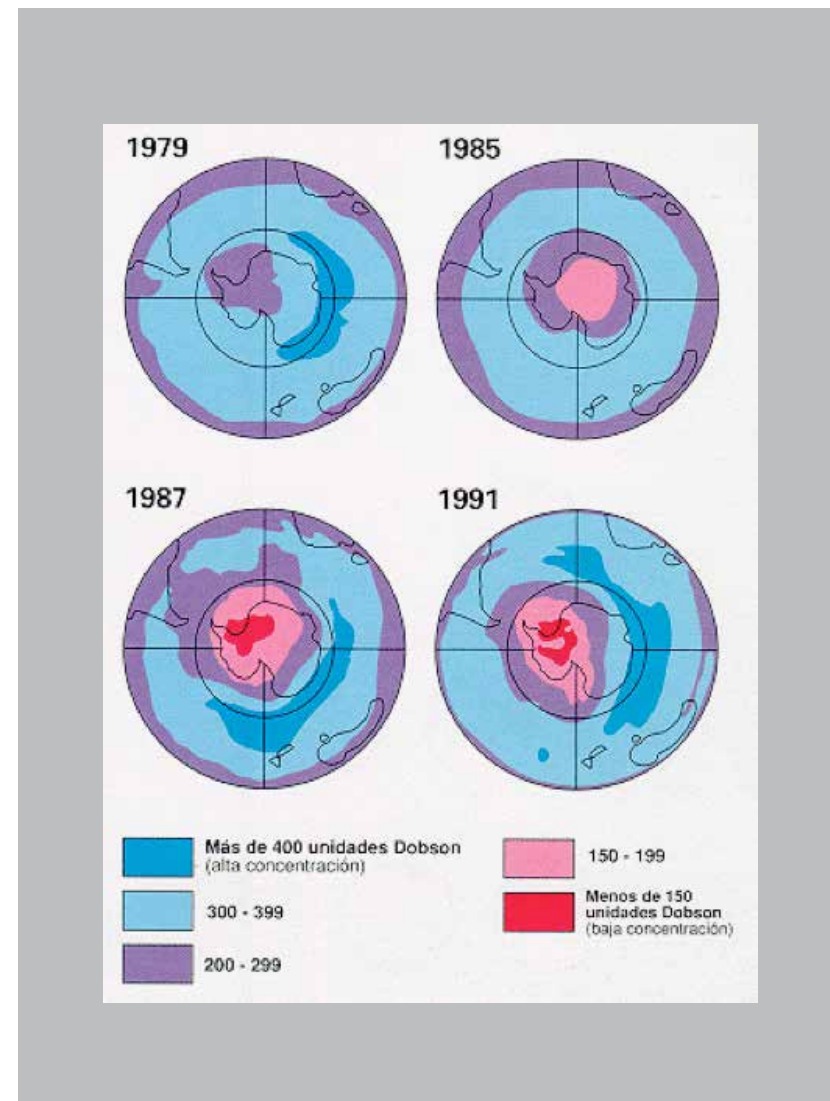 1979
1985
1987
1991
Más de 400 unidades Dobson
(alta concentración)
300 - 399
200 - 299
150 - 199
Menos de 150
unidades Dobson
(baja concentración)